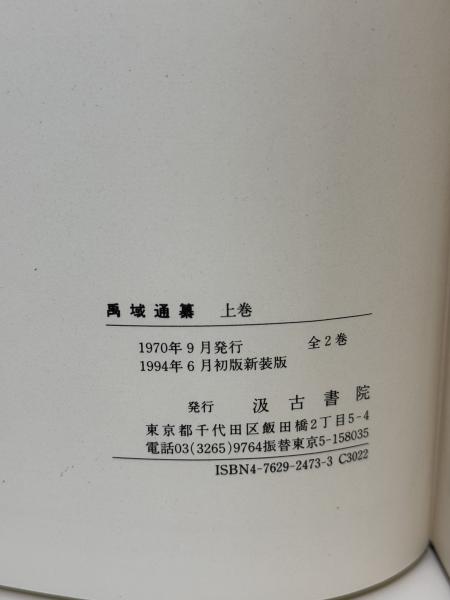 禹域通纂 上巻
1970年9月発行 全2巻
1994年6月初版新装版
発行 汲古書院
東京都千代田区飯田橋2丁目5-4
電話03(3265)9764振替東京5-158035
ISBN4-7629-2473-3 C3022